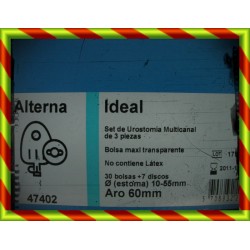 Alterna
Ideal
Set de Urostomía Multicanal
de 3 piezas
Bolsa maxi transparente
No contiene Látex
30 bolsas + 7 discos
Ø (estoma) 10-55mm
Aro 60mm
47402